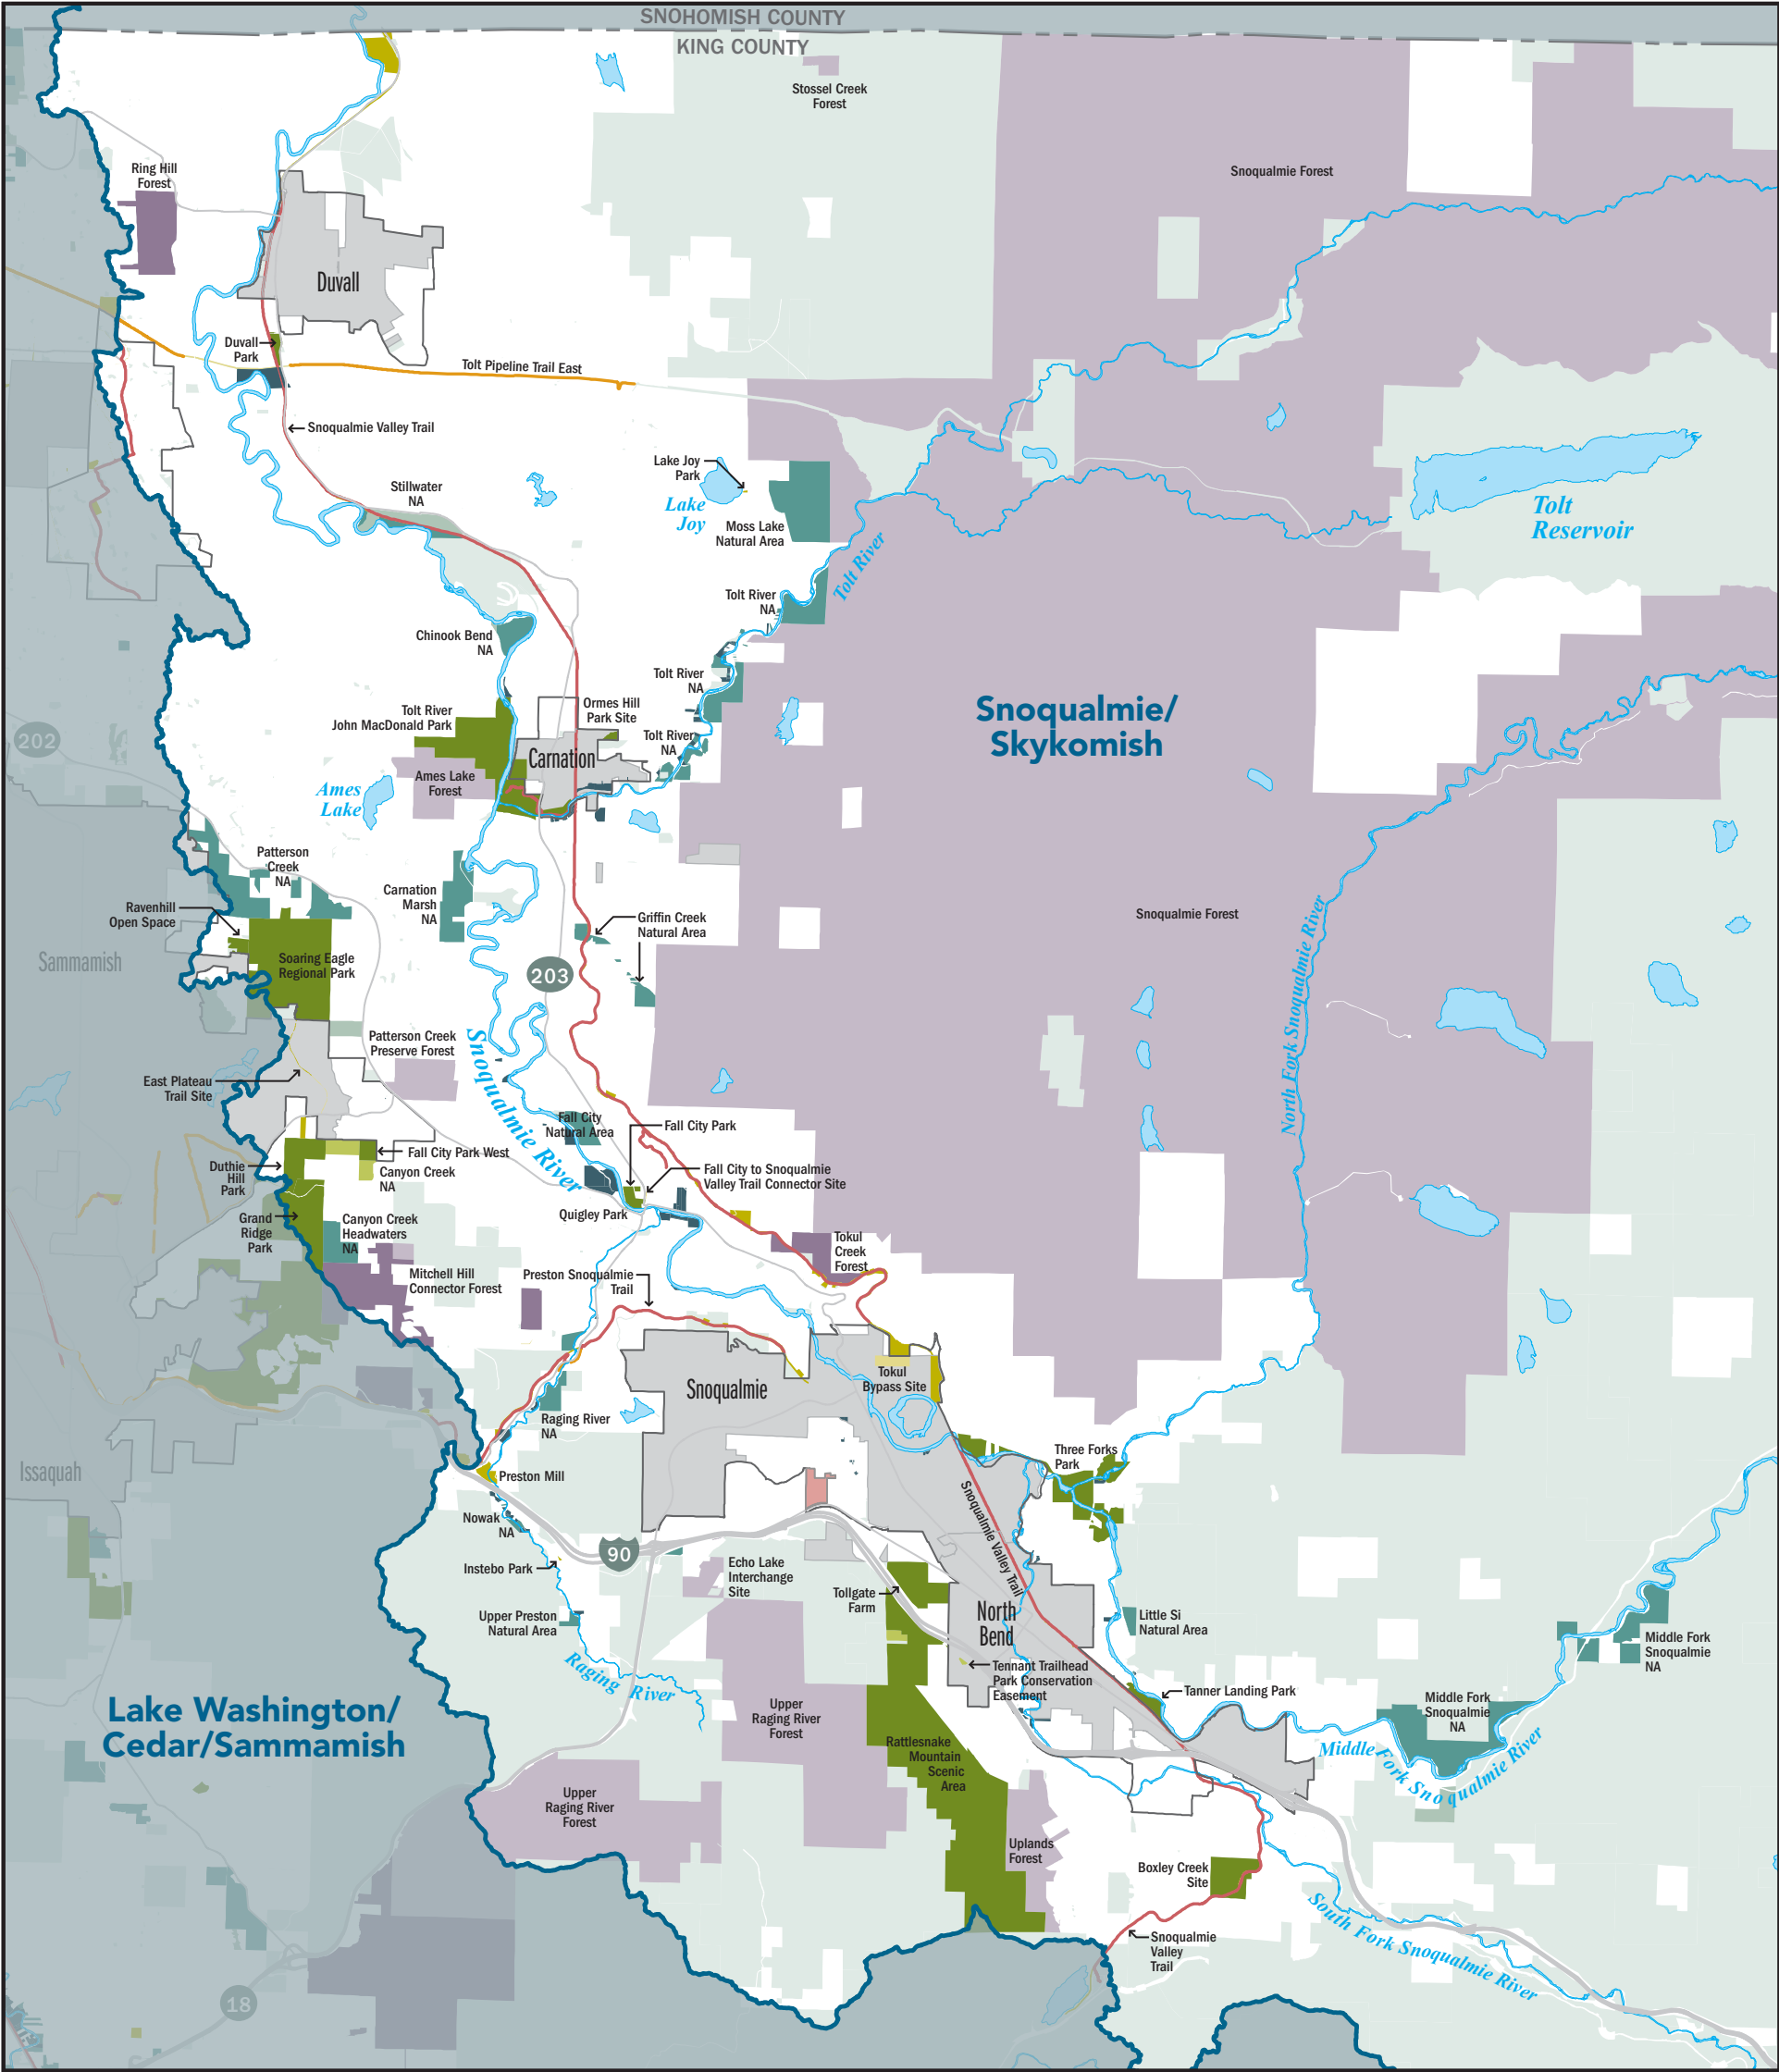 SNOHOMISH COUNTY
KING COUNTY
Stossel Creek
Forest
Snoqualmie Forest
Ring Hill
Forest
Duvall
Duvall
Park
Tolt Pipeline Trail East
Snoqualmie Valley Trail
Lake Joy
Park
Lake
Joy
Stillwater
NA
Moss Lake
Natural Area
Tolt
Reservoir
Tolt River
Tolt River
NA
Chinook Bend
NA
Tolt River
NA
Tolt River
John MacDonald Park
Ormes Hill
Park Site
Snoqualmie/
Skykomish
202
Tolt River
NA
Carnation
Ames Lake
Forest
Ames
Lake
Patterson
Creek
NA
Carnation
Marsh
NA
Ravenhill
Open Space
Griffin Creek
Natural Area
Snoqualmie Forest
North Fork Snoqualmie River
Sammamish
Soaring Eagle
Regional Park
203
Patterson Creek
Preserve Forest
Snoqualmie River
East Plateau
Trail Site
Fall City
Natural Area
Fall City Park
Fall City Park West
Canyon Creek
NA
Duthie
Hill
Park
Fall City to Snoqualmie
Valley Trail Connector Site
Quigley Park
Grand
Ridge
Park
Canyon Creek
Headwaters
NA
Tokul
Creek
Forest
Mitchell Hill
Connector Forest
Preston Snoqualmie
Trail
Snoqualmie
Tokul
Bypass Site
Raging River
NA
Three Forks
Park
Issaquah
Preston Mill
Snoqualmie Valley Trail
Nowak
NA
90
Instebo Park
Echo Lake
Interchange
Site
Tollgate
Farm
North
Bend
Upper Preston
Natural Area
Little Si
Natural Area
Middle Fork
Snoqualmie
NA
Raging River
Tennant Trailhead
Park Conservation
Easement
Tanner Landing Park
Lake Washington/
Cedar/Sammamish
Upper
Raging River
Forest
Middle Fork
Snoqualmie
NA
Middle Fork Snoqualmie River
Rattlesnake
Mountain
Scenic
Area
Upper
Raging River
Forest
Uplands
Forest
Boxley Creek
Site
South Fork Snoqualmie River
Snoqualmie
Valley
Trail
18